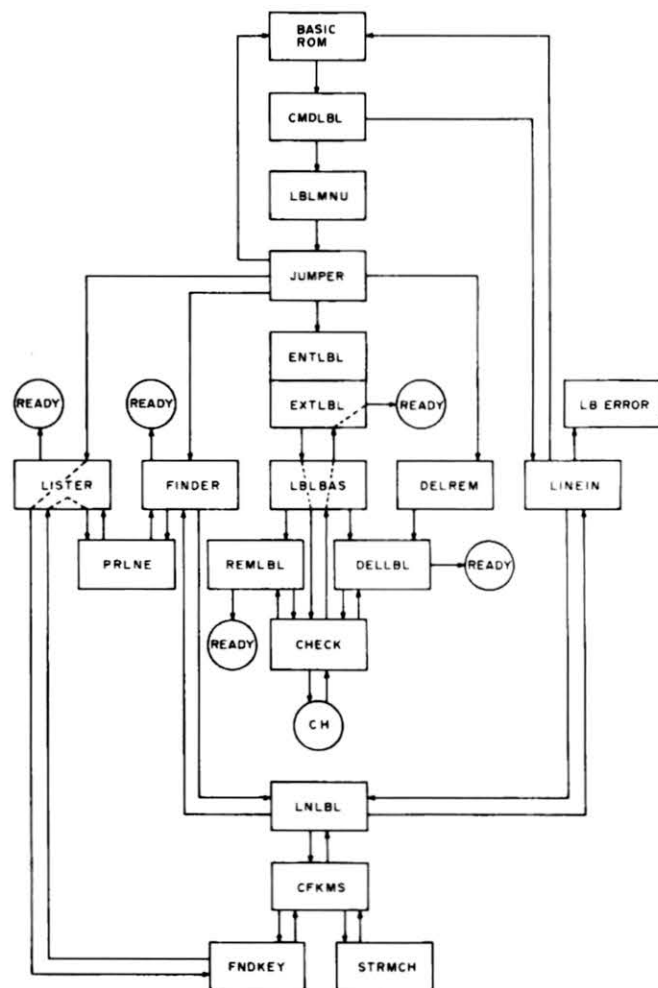 BASIC
ROM
CMDLBL
LBLMNU
JUMPER
ENTLBL
READY
READY
EXTLBL
READY
LB ERROR
LISTER
FINDER
LBLBAS
DELREM
LINEIN
PRLNE
REMLBL
DELLBL
READY
READY
CHECK
CH
LNLBL
CFKMS
FNDKEY
STRMCH